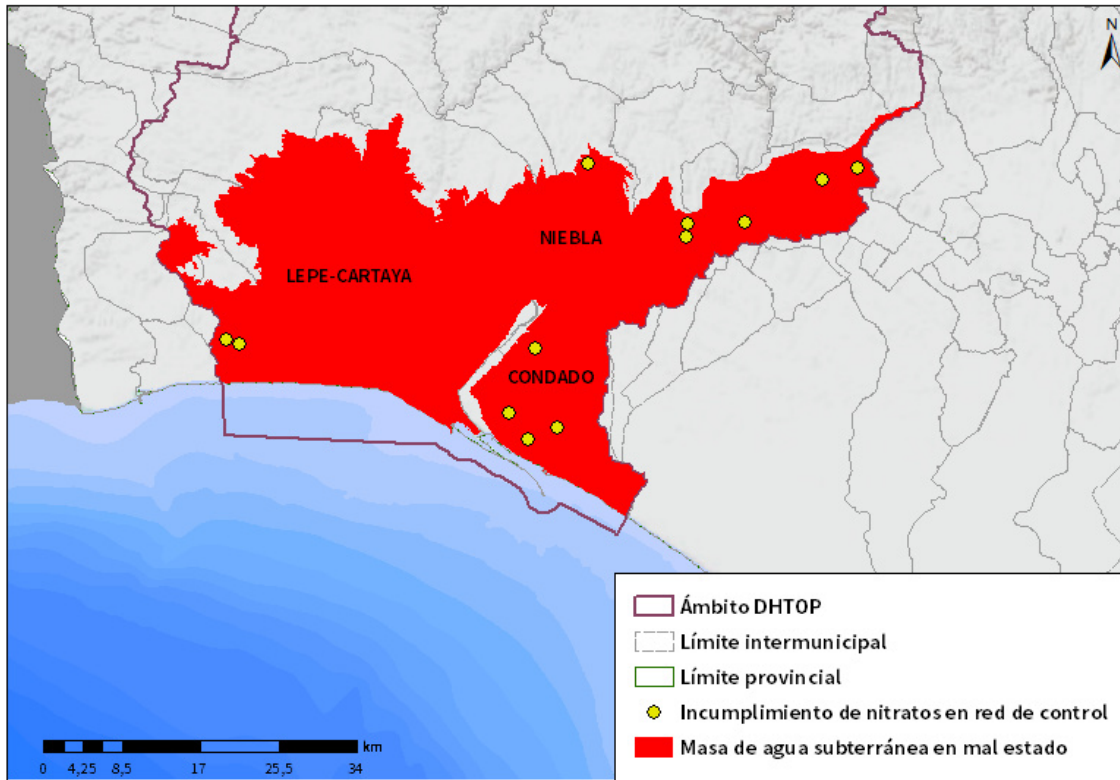 N
NIEBLA
LEPE-CARTAYA
CONDADO
Ámbito DHTOP
Límite intermunicipal
Límite provincial
Incumplimiento de nitratos en red de control
Masa de agua subterránea en mal estado
km
0 4,25 8,5 17 25,5 34